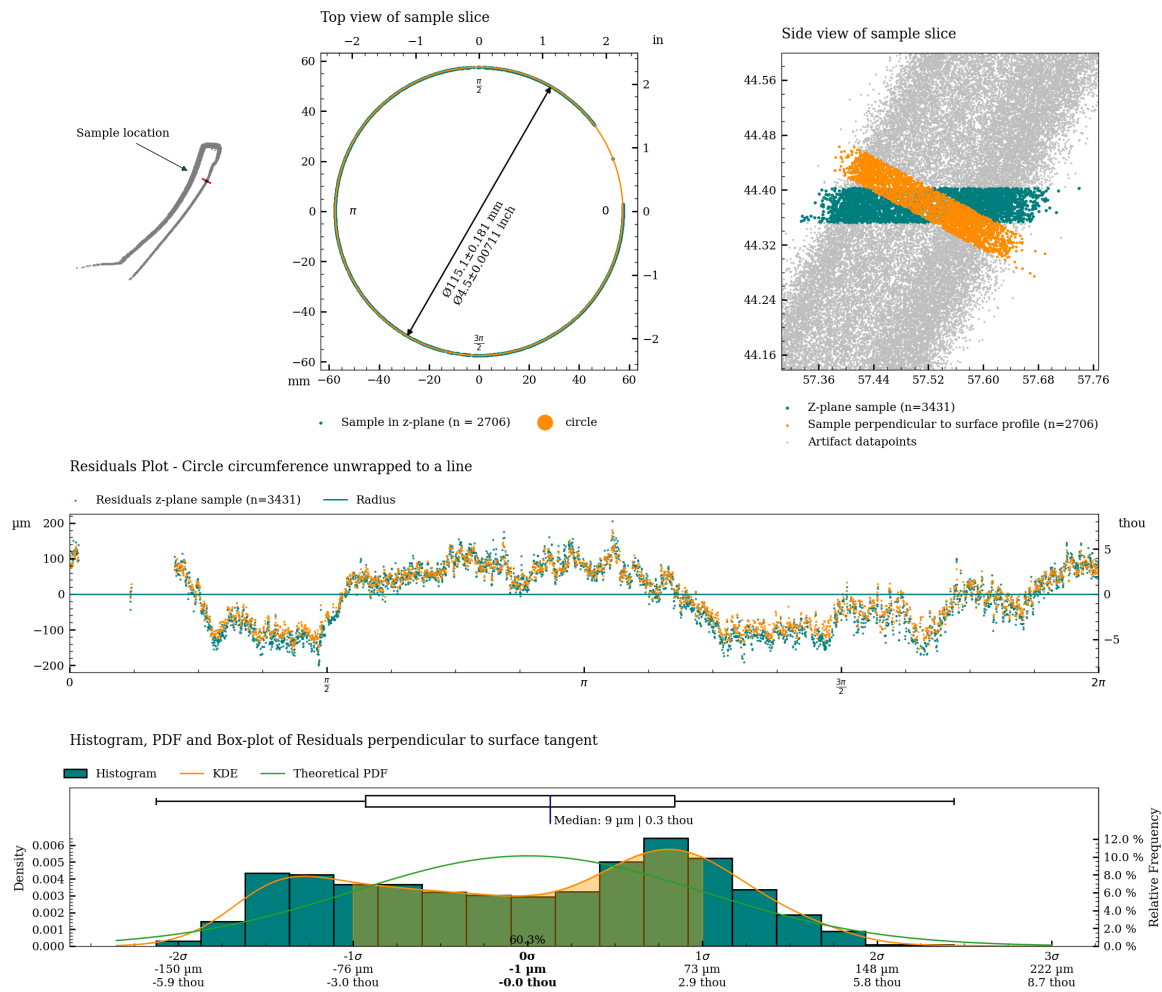 Top view of sample slice
−2 −1 0 1 2 in
Side view of sample slice
Sample location
60
40
20
0
−20
−40
−60
mm
−60 −40 −20 0 20 40 60
2
1
0
−1
−2
π/2
π
0
3π/2
Ø115.1±0.181 mm
Ø4.5±0.00711 inch
44.56
44.48
44.40
44.32
44.24
44.16
57.36 57.44 57.52 57.60 57.68 57.76
Sample in z-plane (n = 2706) circle
Z-plane sample (n=3431)
Sample perpendicular to surface profile (n=2706)
Artifact datapoints
Residuals Plot - Circle circumference unwrapped to a line
Residuals z-plane sample (n=3431) Radius
µm
200
100
0
−100
−200
thou
5
0
−5
0 π/2 π 3π/2 2π
Histogram, PDF and Box-plot of Residuals perpendicular to surface tangent
Histogram KDE Theoretical PDF
Median: 9 µm | 0.3 thou
Density
0.006
0.005
0.004
0.003
0.002
0.001
0.000
12.0 %
10.0 %
8.0 %
6.0 %
4.0 %
2.0 %
0.0 %
Relative Frequency
60.3%
-2σ -1σ 0σ 1σ 2σ 3σ
-150 µm -76 µm -1 µm 73 µm 148 µm 222 µm
-5.9 thou -3.0 thou -0.0 thou 2.9 thou 5.8 thou 8.7 thou